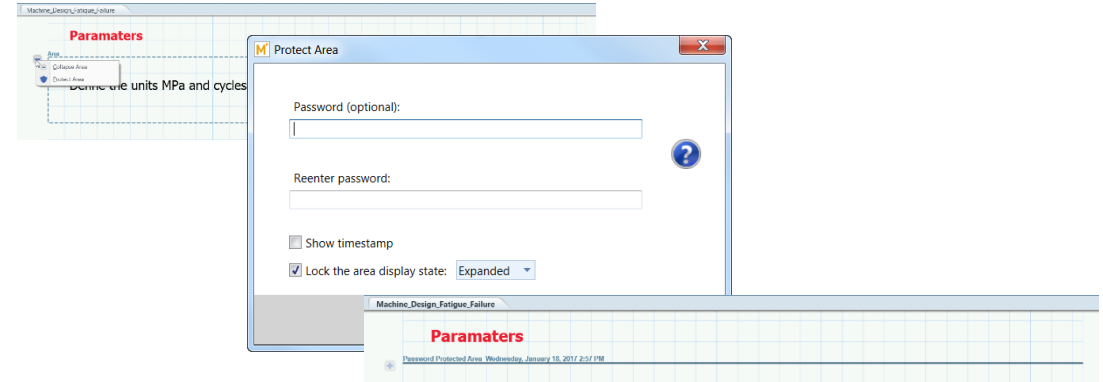 Machine_Design_Fatigue_Failure
Paramaters
Area
Collapse Area
Protect Area
Define the units MPa and cycles
M Protect Area
Password (optional):
Reenter password:
Show timestamp
Lock the area display state: Expanded
Machine_Design_Fatigue_Failure
Paramaters
Password Protected Area Wednesday, January 18, 2017 2:57 PM